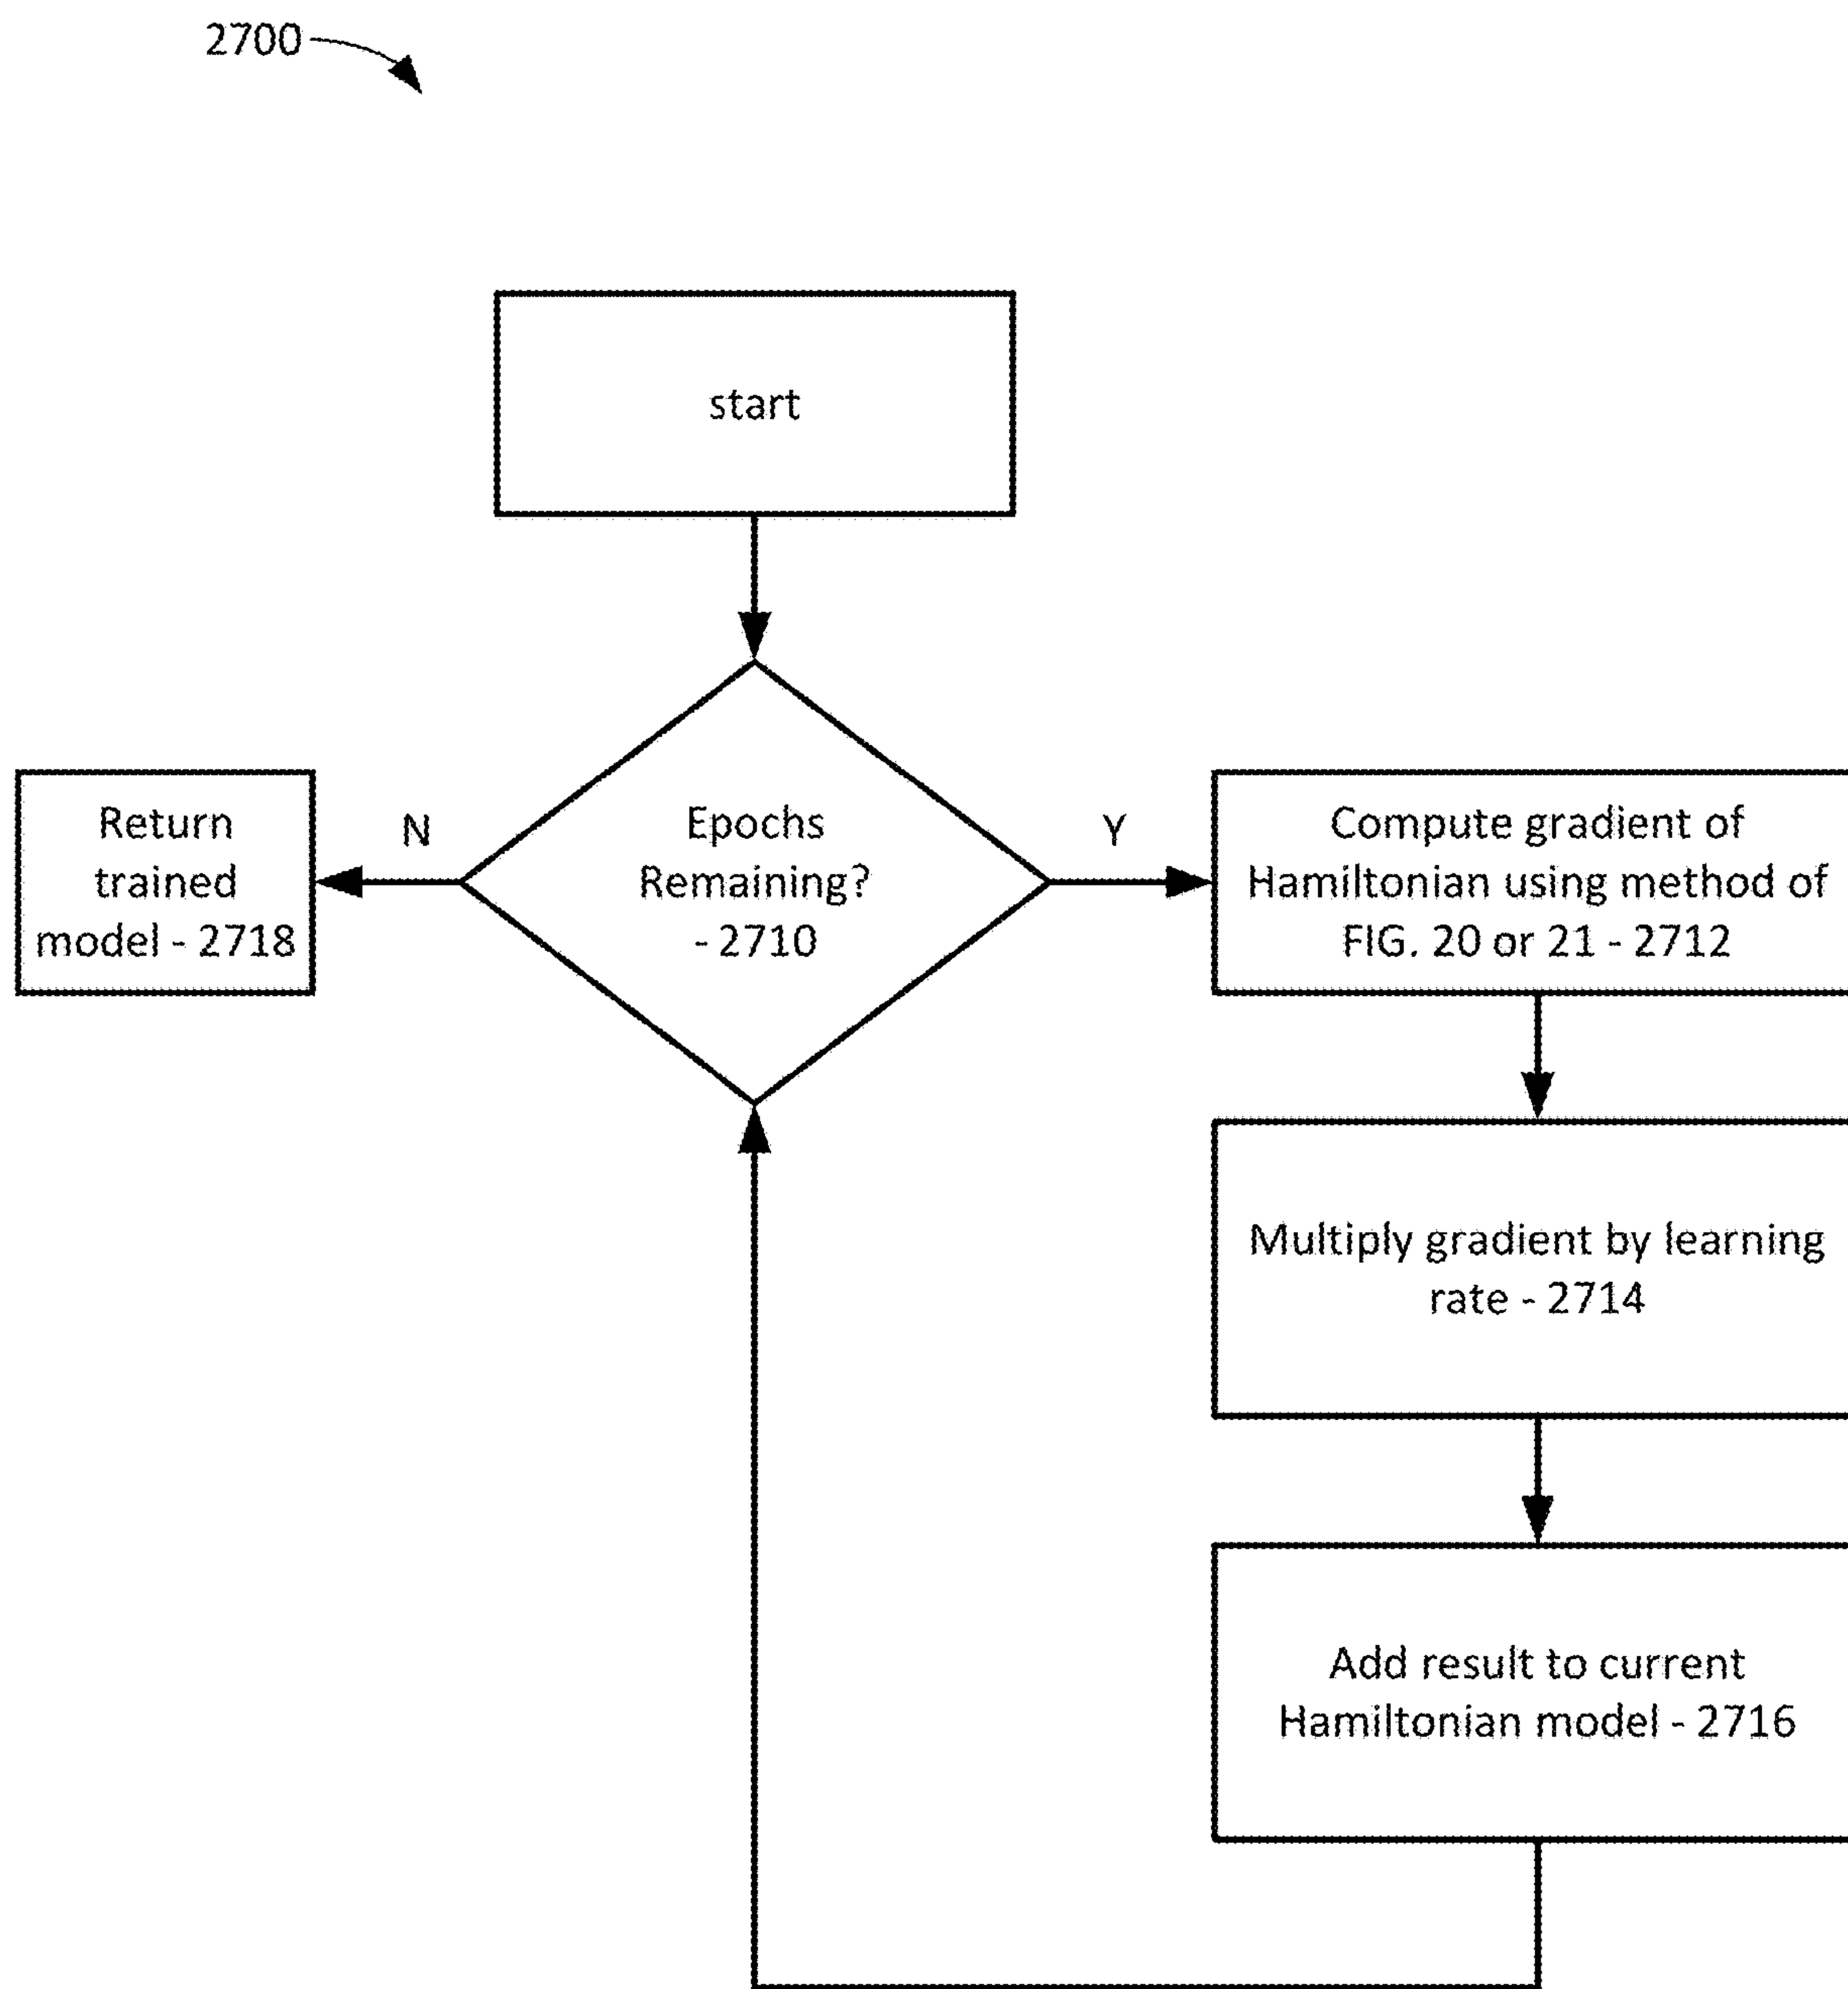 2700
start
Return
trained
model - 2718
N
Epochs
Remaining?
- 2710
Y
Compute gradient of
Hamiltonian using method of
FIG. 20 or 21 - 2712
Multiply gradient by learning
rate - 2714
Add result to current
Hamiltonian model - 2716